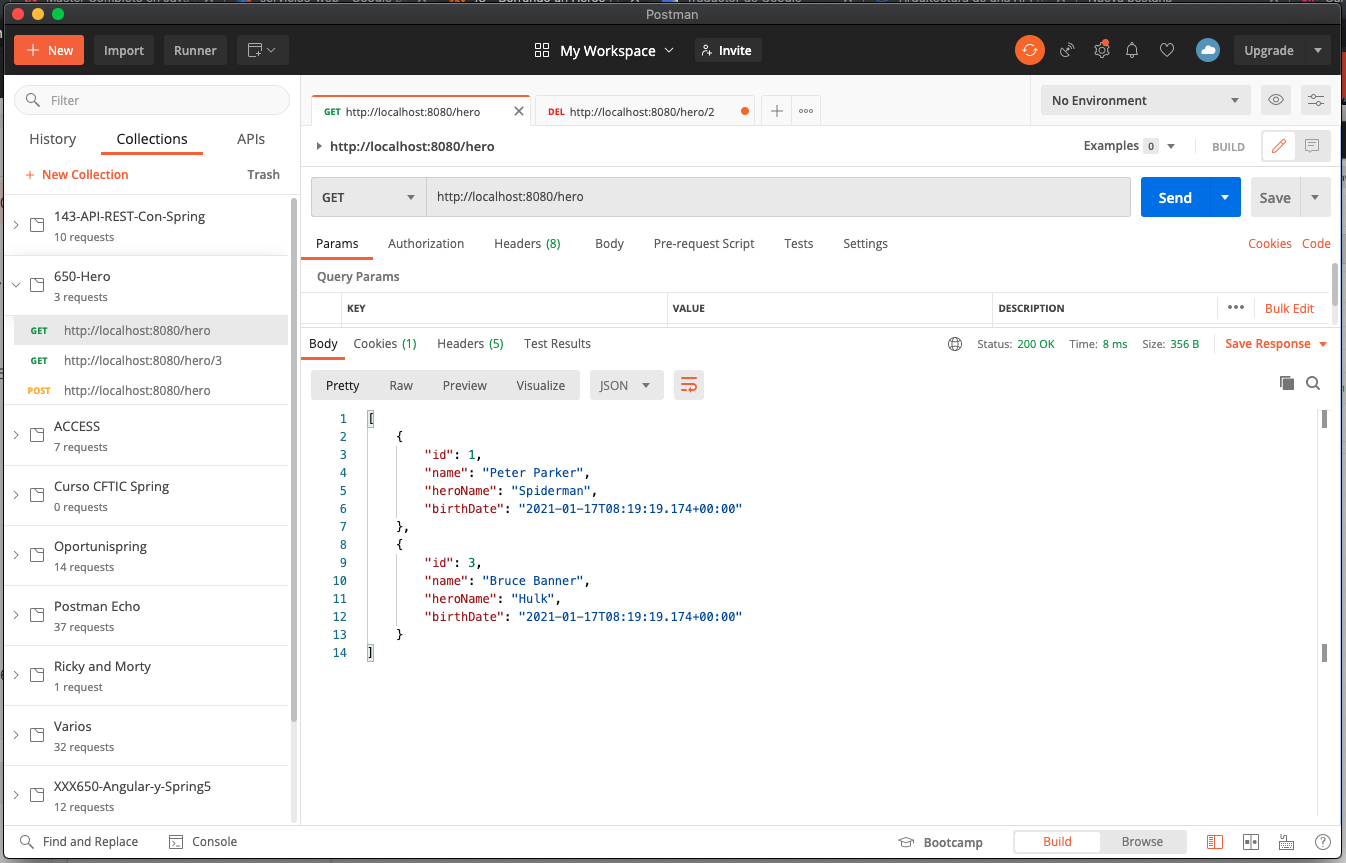 Postman
New Import Runner My Workspace Invite Upgrade
Filter
History Collections APIs
New Collection Trash
143-API-REST-Con-Spring
10 requests
650-Hero
3 requests
GET http://localhost:8080/hero
GET http://localhost:8080/hero/3
POST http://localhost:8080/hero
ACCESS
7 requests
Curso CFTIC Spring
0 requests
Oportunispring
14 requests
Postman Echo
37 requests
Ricky and Morty
1 request
Varios
32 requests
XXX650-Angular-y-Spring5
12 requests
GET http://localhost:8080/hero DEL http://localhost:8080/hero/2 No Environment
http://localhost:8080/hero Examples 0 BUILD
GET http://localhost:8080/hero Send Save
Params Authorization Headers (8) Body Pre-request Script Tests Settings Cookies Code
Query Params
KEY VALUE DESCRIPTION Bulk Edit
Body Cookies (1) Headers (5) Test Results Status: 200 OK Time: 8 ms Size: 356 B Save Response
Pretty Raw Preview Visualize JSON
1 [
2 {
3 "id": 1,
4 "name": "Peter Parker",
5 "heroName": "Spiderman",
6 "birthDate": "2021-01-17T08:19:19.174+00:00"
7 },
8 {
9 "id": 3,
10 "name": "Bruce Banner",
11 "heroName": "Hulk",
12 "birthDate": "2021-01-17T08:19:19.174+00:00"
13 }
14 ]
Find and Replace Console Bootcamp Build Browse